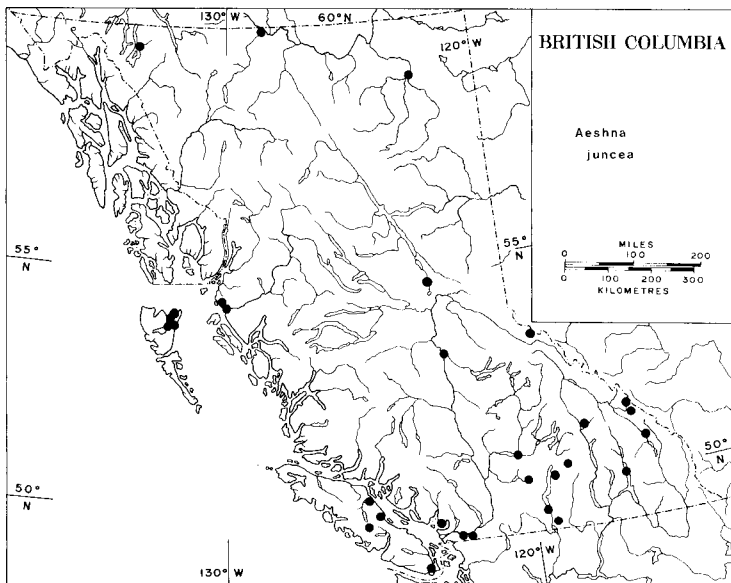 130° W
60° N
120° W
BRITISH COLUMBIA
Aeshna
juncea
55°
N
55°
N
MILES
0 100 200
0 100 200 300
KILOMETRES
50°
N
50°
N
130° W
120° W